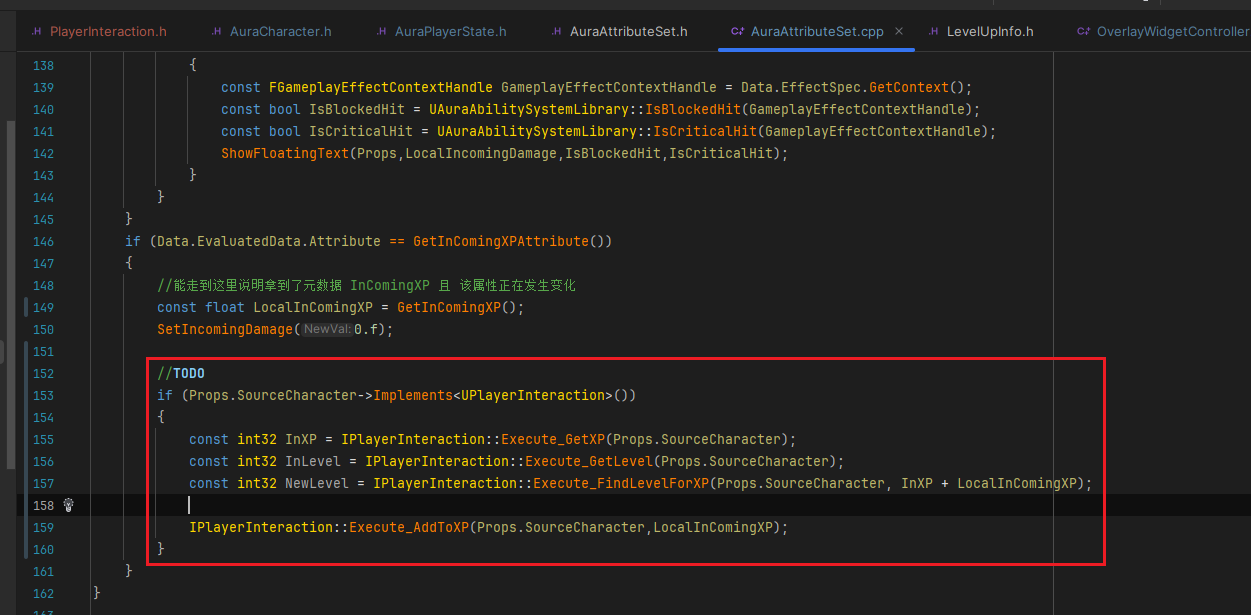 .H PlayerInteraction.h
.H AuraCharacter.h
.H AuraPlayerState.h
.H AuraAttributeSet.h
C++ AuraAttributeSet.cpp ×
.H LevelUpInfo.h
C++ OverlayWidgetController
138 {
139 const FGameplayEffectContextHandle GameplayEffectContextHandle = Data.EffectSpec.GetContext();
140 const bool IsBlockedHit = UAuraAbilitySystemLibrary::IsBlockedHit(GameplayEffectContextHandle);
141 const bool IsCriticalHit = UAuraAbilitySystemLibrary::IsCriticalHit(GameplayEffectContextHandle);
142 ShowFloatingText(Props,LocalIncomingDamage,IsBlockedHit,IsCriticalHit);
143 }
144 }
145 }
146 if (Data.EvaluatedData.Attribute == GetInComingXPAttribute())
147 {
148 //能走到这里说明拿到了元数据 InComingXP 且 该属性正在发生变化
149 const float LocalInComingXP = GetInComingXP();
150 SetIncomingDamage(NewVal:0.f);
151
152 //TODO
153 if (Props.SourceCharacter->Implements<UPlayerInteraction>())
154 {
155 const int32 InXP = IPlayerInteraction::Execute_GetXP(Props.SourceCharacter);
156 const int32 InLevel = IPlayerInteraction::Execute_GetLevel(Props.SourceCharacter);
157 const int32 NewLevel = IPlayerInteraction::Execute_FindLevelForXP(Props.SourceCharacter, InXP + LocalInComingXP);
158
159 IPlayerInteraction::Execute_AddToXP(Props.SourceCharacter,LocalInComingXP);
160 }
161 }
162 }